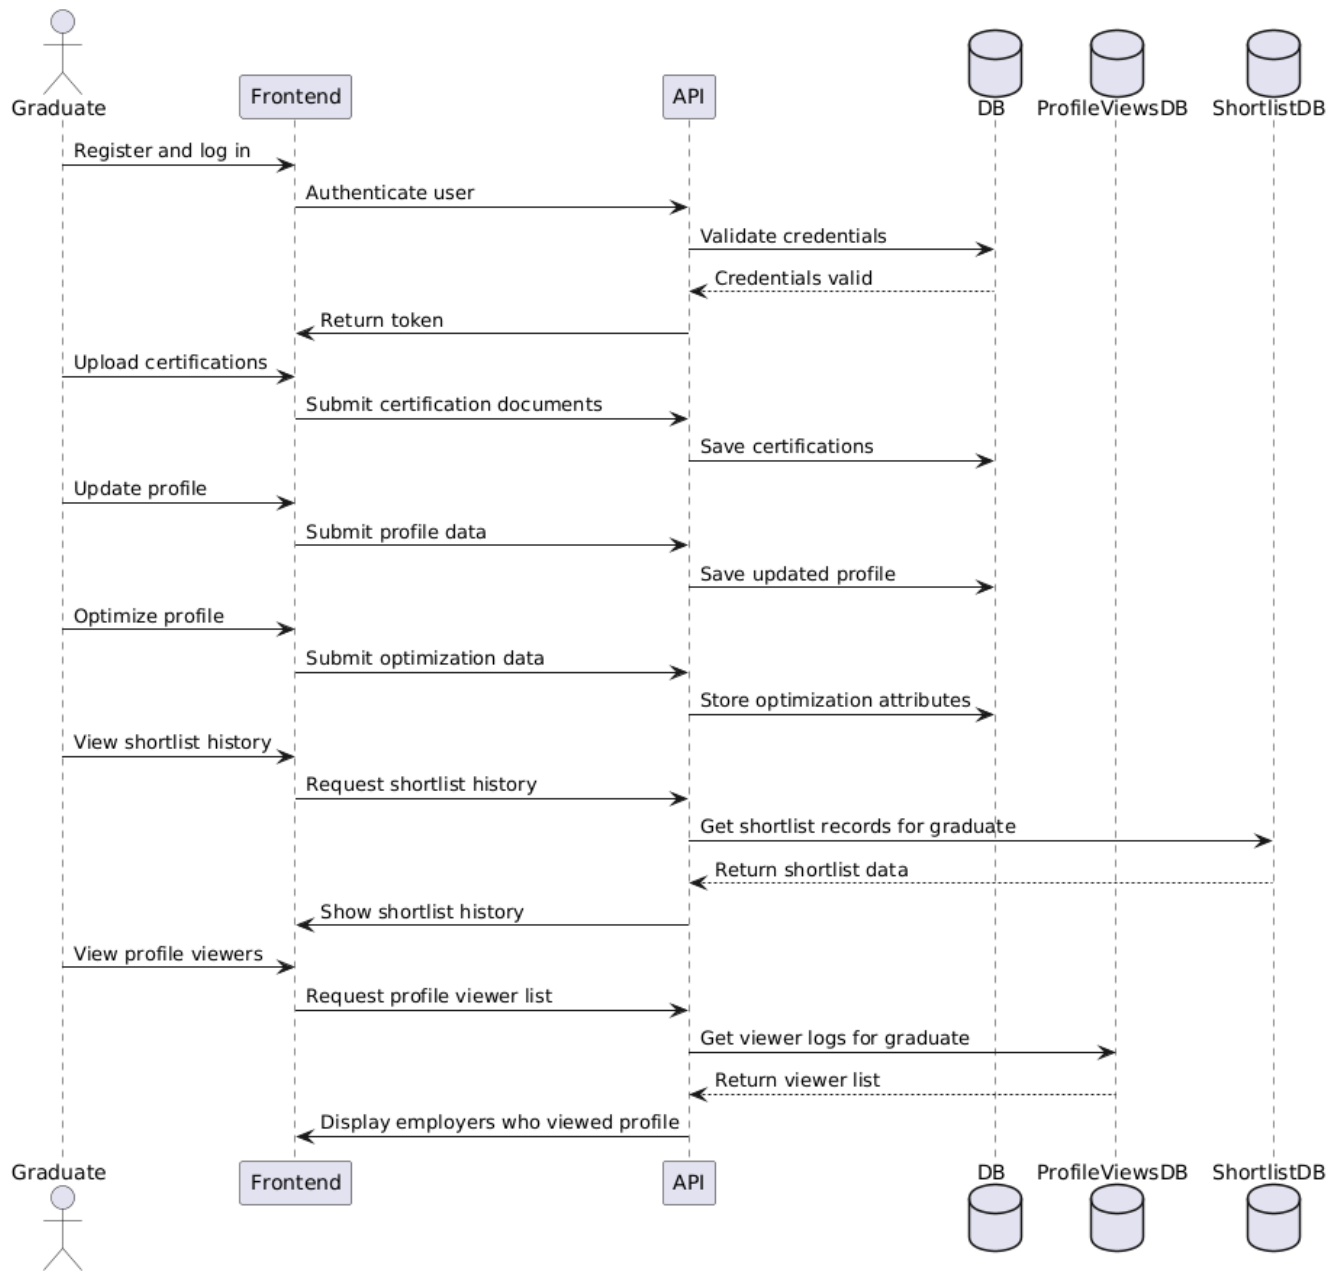 Graduate
Frontend
API
DB
ProfileViewsDB
ShortlistDB
Register and log in
Authenticate user
Validate credentials
Credentials valid
Return token
Upload certifications
Submit certification documents
Save certifications
Update profile
Submit profile data
Save updated profile
Optimize profile
Submit optimization data
Store optimization attributes
View shortlist history
Request shortlist history
Get shortlist records for graduate
Return shortlist data
Show shortlist history
View profile viewers
Request profile viewer list
Get viewer logs for graduate
Return viewer list
Display employers who viewed profile
Graduate
Frontend
API
DB
ProfileViewsDB
ShortlistDB